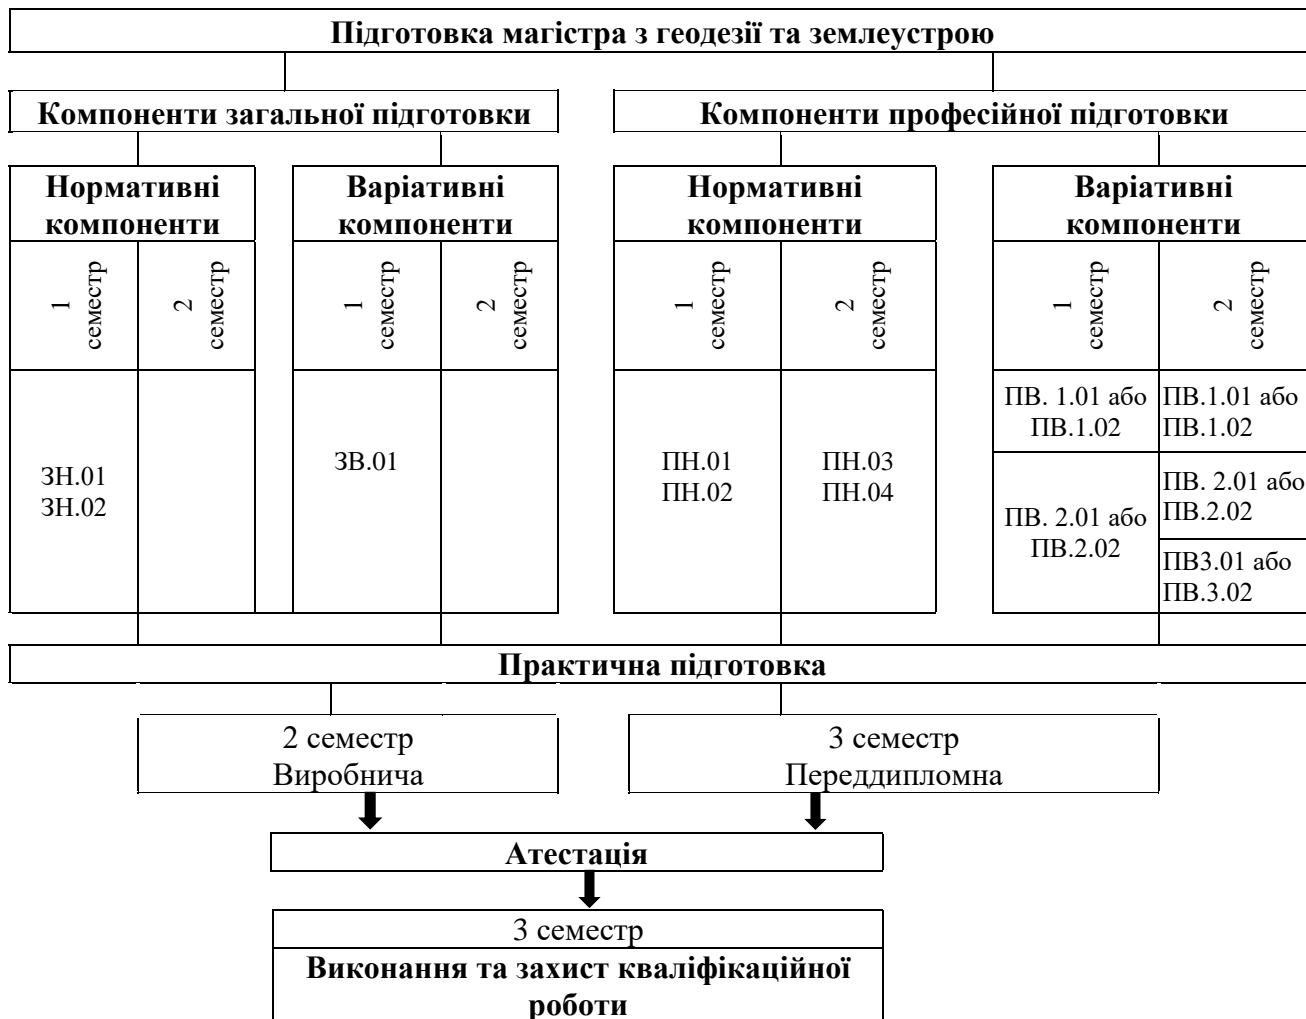 Підготовка магістра з геодезії та землеустрою
Компоненти загальної підготовки
Компоненти професійної підготовки
Нормативні
компоненти
Варіативні
компоненти
Нормативні
компоненти
Варіативні
компоненти
1
семестр
2
семестр
1
семестр
2
семестр
1
семестр
2
семестр
1
семестр
2
семестр
ЗН.01
ЗН.02
ЗВ.01
ПН.01
ПН.02
ПН.03
ПН.04
ПВ. 1.01 або
ПВ.1.02
ПВ.1.01 або
ПВ.1.02
ПВ. 2.01 або
ПВ.2.02
ПВ. 2.01 або
ПВ.2.02
ПВ3.01 або
ПВ.3.02
Практична підготовка
2 семестр
Виробнича
3 семестр
Переддипломна
Атестація
3 семестр
Виконання та захист кваліфікаційної
роботи